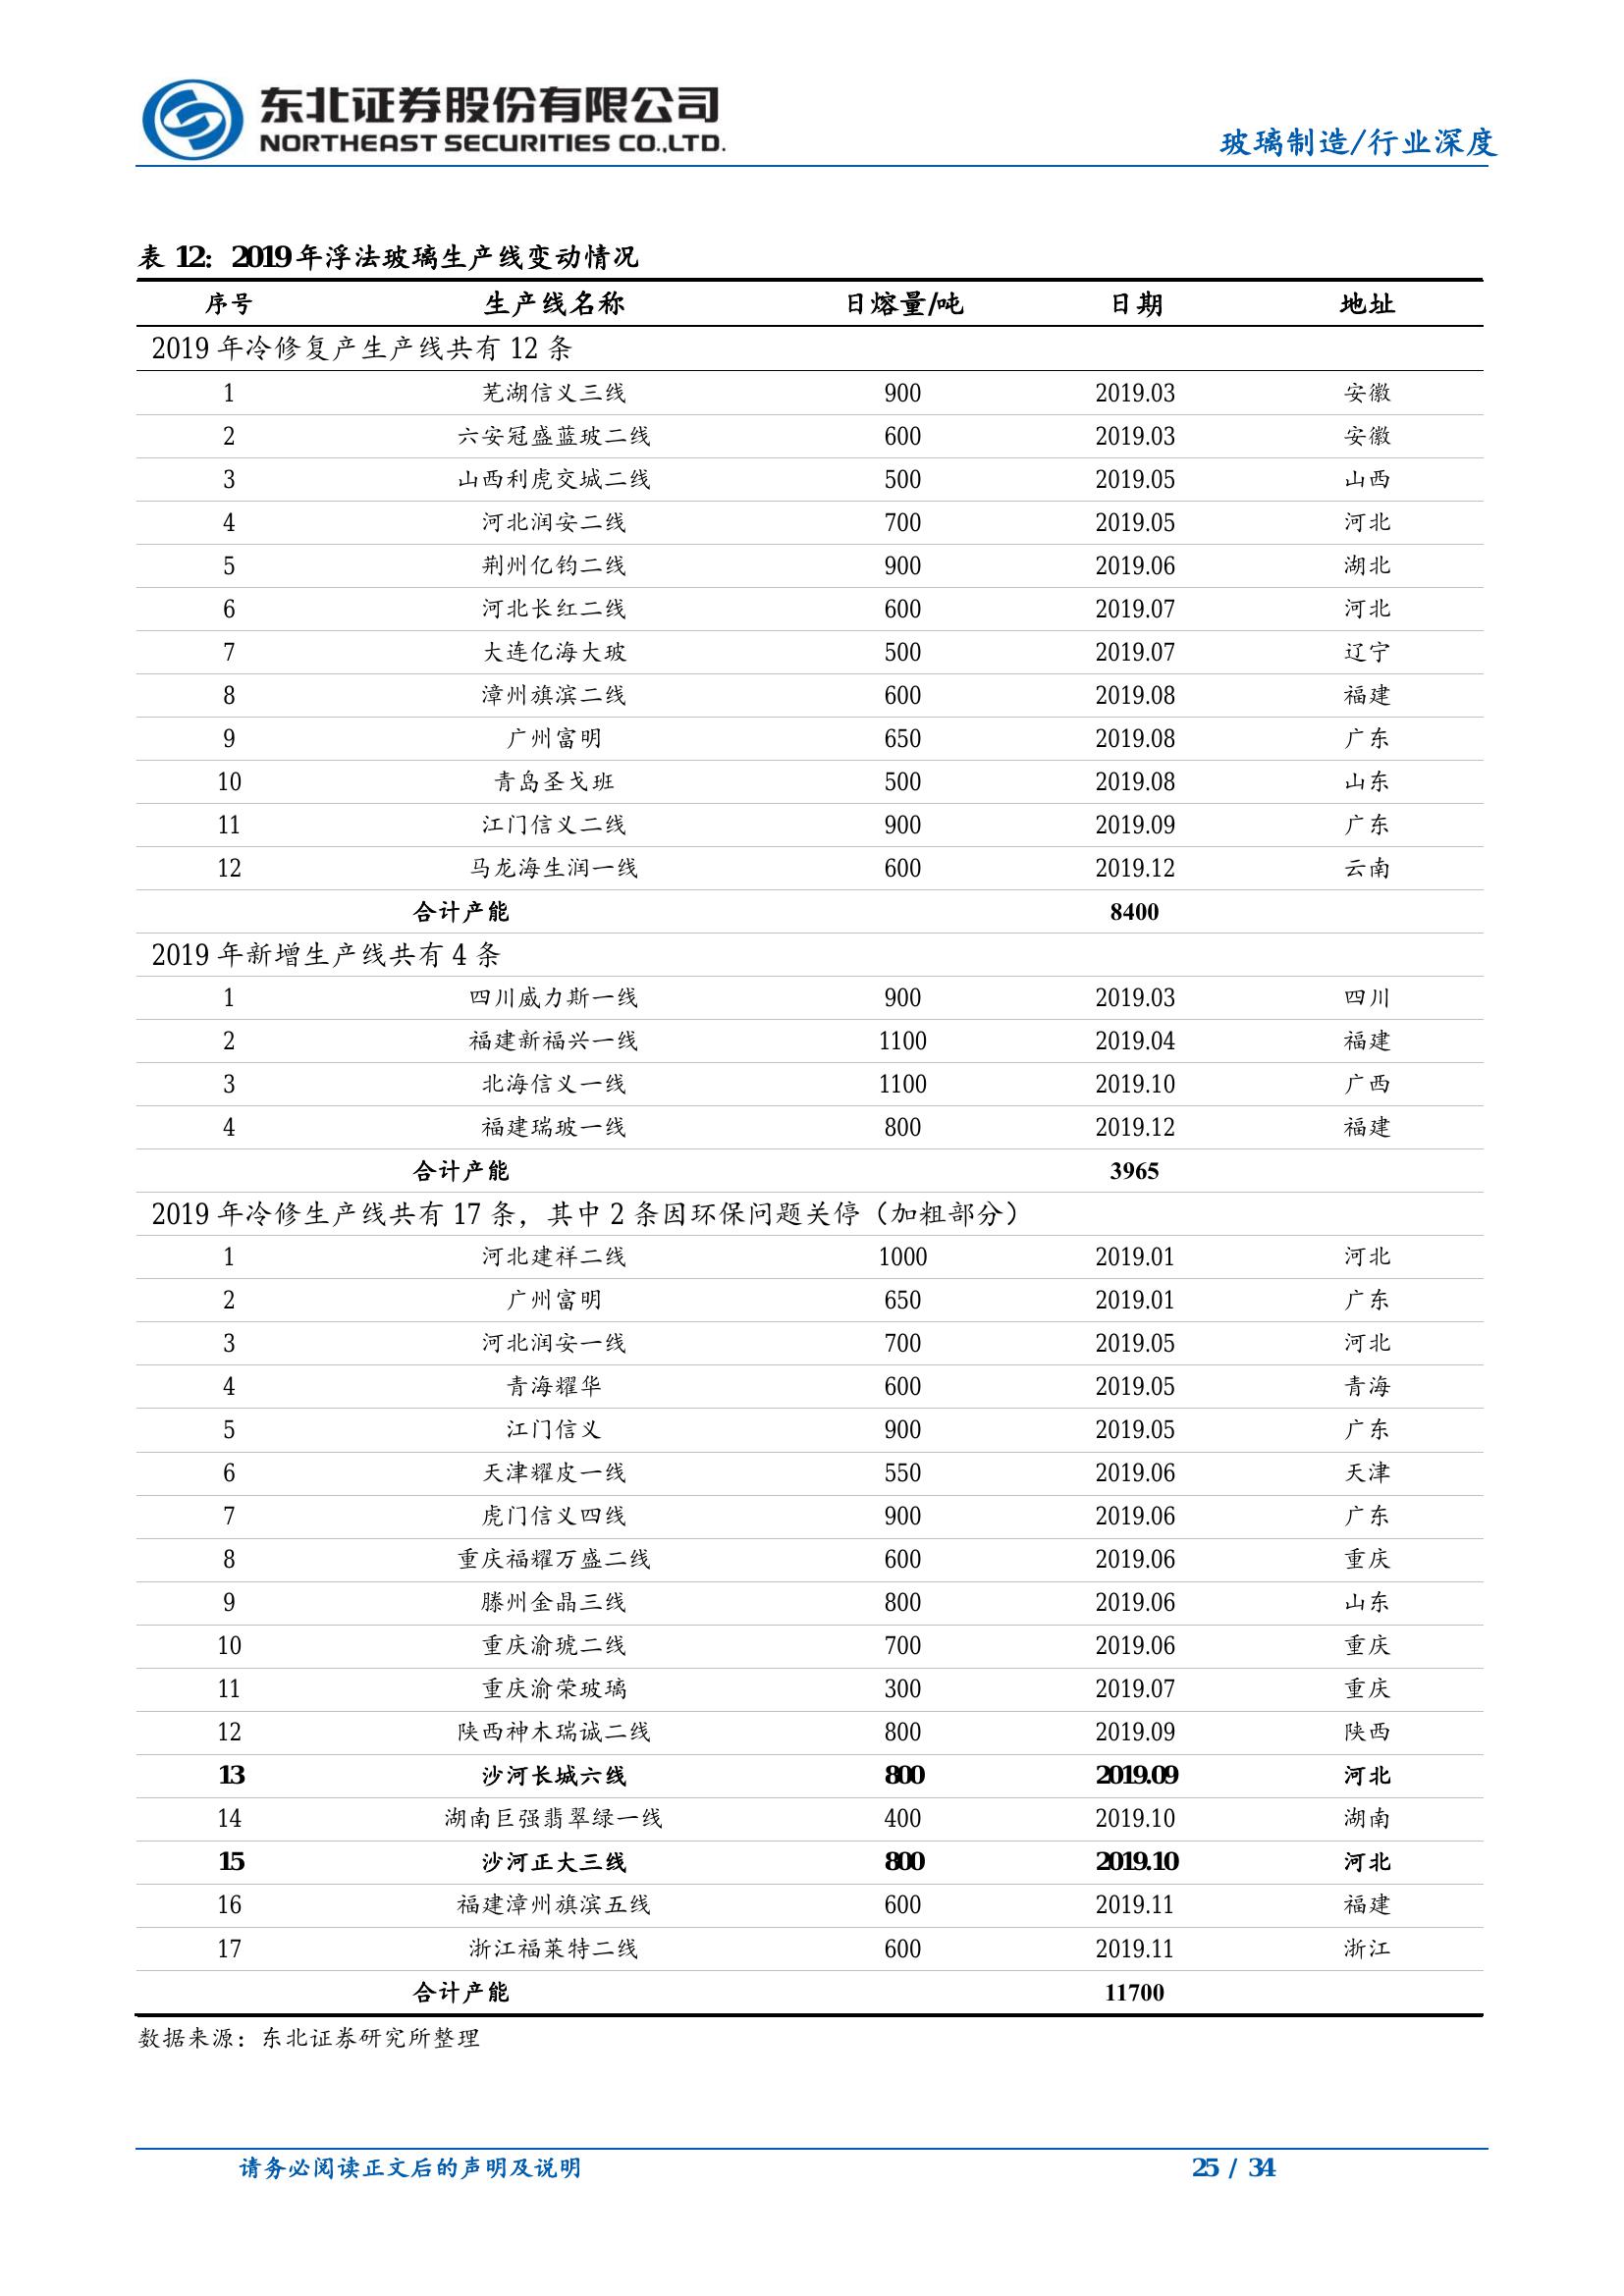 东北证券股份有限公司
NORTHEAST SECURITIES CO.,LTD.
玻璃制造/行业深度
表 12：2019 年浮法玻璃生产线变动情况
序号 生产线名称 日熔量/吨 日期 地址
2019 年冷修复产生产线共有 12 条
1 芜湖信义三线 900 2019.03 安徽
2 六安冠盛蓝玻二线 600 2019.03 安徽
3 山西利虎交城二线 500 2019.05 山西
4 河北润安二线 700 2019.05 河北
5 荆州亿钧二线 900 2019.06 湖北
6 河北长红二线 600 2019.07 河北
7 大连亿海大玻 500 2019.07 辽宁
8 漳州旗滨二线 600 2019.08 福建
9 广州富明 650 2019.08 广东
10 青岛圣戈班 500 2019.08 山东
11 江门信义二线 900 2019.09 广东
12 马龙海生润一线 600 2019.12 云南
合计产能 8400
2019 年新增生产线共有 4 条
1 四川威力斯一线 900 2019.03 四川
2 福建新福兴一线 1100 2019.04 福建
3 北海信义一线 1100 2019.10 广西
4 福建瑞玻一线 800 2019.12 福建
合计产能 3965
2019 年冷修生产线共有 17 条，其中 2 条因环保问题关停（加粗部分）
1 河北建祥二线 1000 2019.01 河北
2 广州富明 650 2019.01 广东
3 河北润安一线 700 2019.05 河北
4 青海耀华 600 2019.05 青海
5 江门信义 900 2019.05 广东
6 天津耀皮一线 550 2019.06 天津
7 虎门信义四线 900 2019.06 广东
8 重庆福耀万盛二线 600 2019.06 重庆
9 滕州金晶三线 800 2019.06 山东
10 重庆渝琥二线 700 2019.06 重庆
11 重庆渝荣玻璃 300 2019.07 重庆
12 陕西神木瑞诚二线 800 2019.09 陕西
13 沙河长城六线 800 2019.09 河北
14 湖南巨强翡翠绿一线 400 2019.10 湖南
15 沙河正大三线 800 2019.10 河北
16 福建漳州旗滨五线 600 2019.11 福建
17 浙江福莱特二线 600 2019.11 浙江
合计产能 11700
数据来源：东北证券研究所整理
请务必阅读正文后的声明及说明
25 / 34